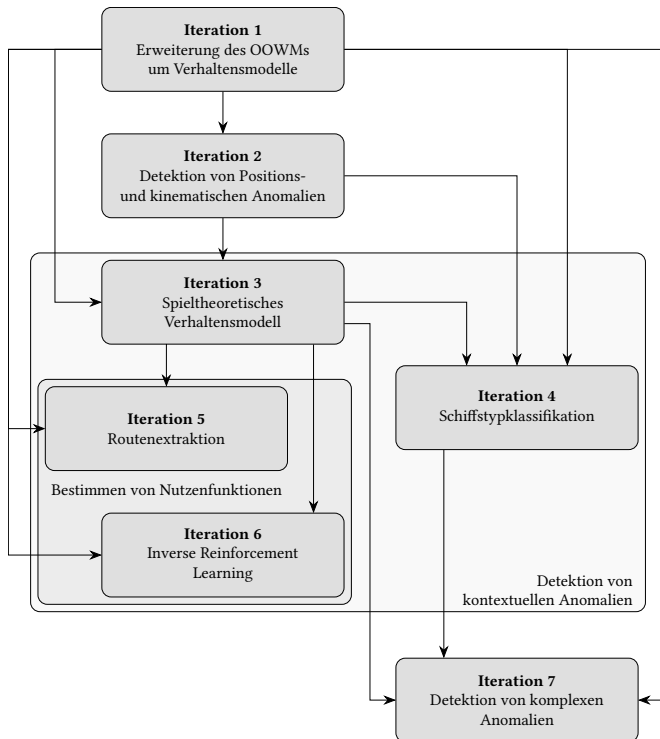 Iteration 1
Erweiterung des OOWMs
um Verhaltensmodelle
Iteration 2
Detektion von Positions-
und kinematischen Anomalien
Iteration 3
Spieltheoretisches
Verhaltensmodell
Iteration 4
Schiffstypklassifikation
Iteration 5
Routenextraktion
Bestimmen von Nutzenfunktionen
Iteration 6
Inverse Reinforcement
Learning
Detektion von
kontextuellen Anomalien
Iteration 7
Detektion von komplexen
Anomalien